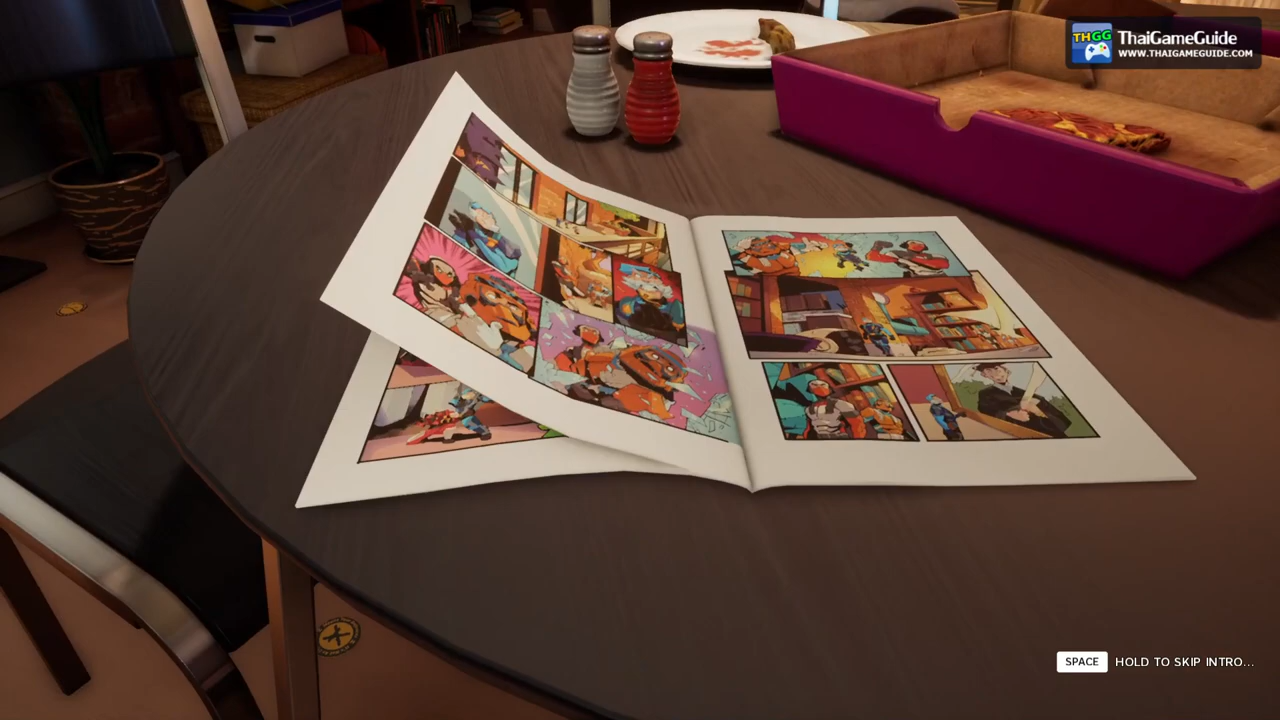 THGG
ThaiGameGuide
WWW.THAIGAMEGUIDE.COM
SPACE HOLD TO SKIP INTRO...